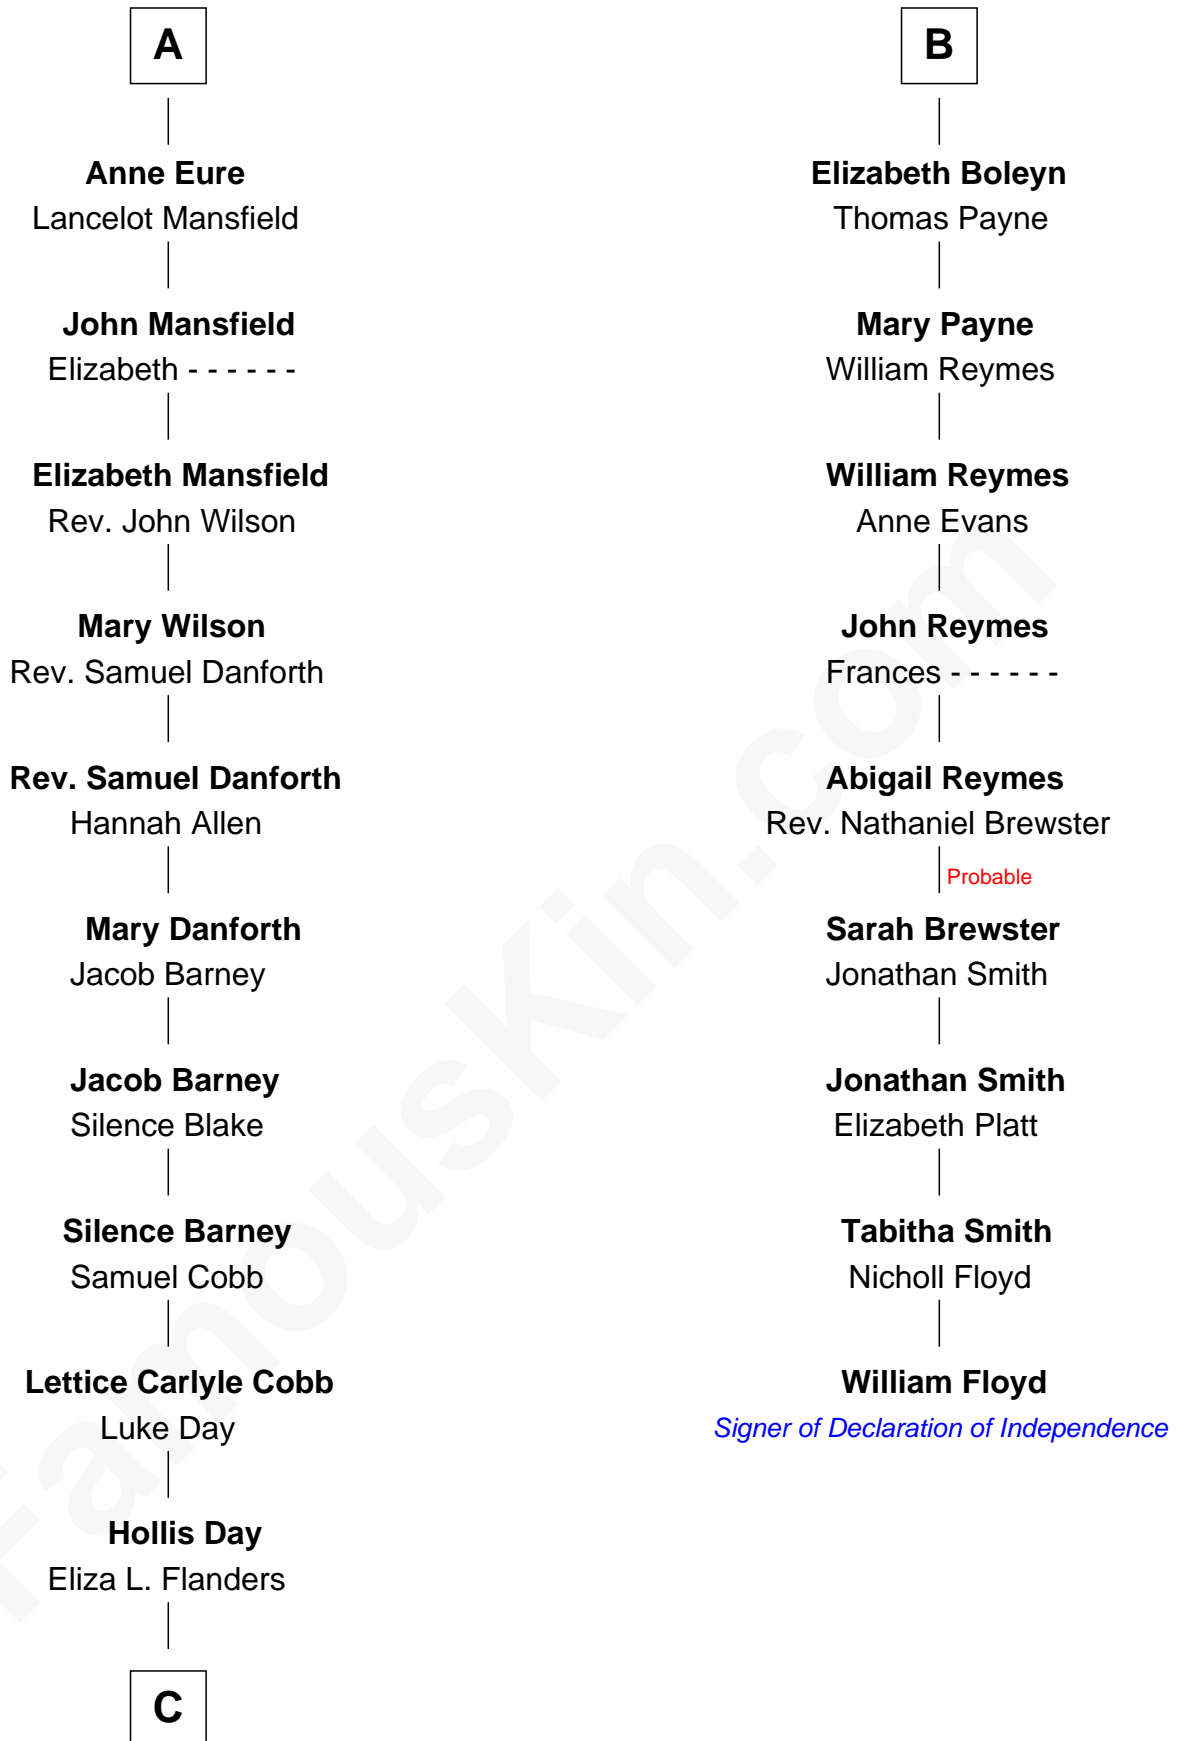 A
Anne Eure
Lancelot Mansfield
John Mansfield
Elizabeth - - - - - -
Elizabeth Mansfield
Rev. John Wilson
Mary Wilson
Rev. Samuel Danforth
Rev. Samuel Danforth
Hannah Allen
Mary Danforth
Jacob Barney
Jacob Barney
Silence Blake
Silence Barney
Samuel Cobb
Lettice Carlyle Cobb
Luke Day
Hollis Day
Eliza L. Flanders
C
B
Elizabeth Boleyn
Thomas Payne
Mary Payne
William Reymes
William Reymes
Anne Evans
John Reymes
Frances - - - - - -
Abigail Reymes
Rev. Nathaniel Brewster
Probable
Sarah Brewster
Jonathan Smith
Jonathan Smith
Elizabeth Platt
Tabitha Smith
Nicholl Floyd
William Floyd
Signer of Declaration of Independence
FamousKin.com